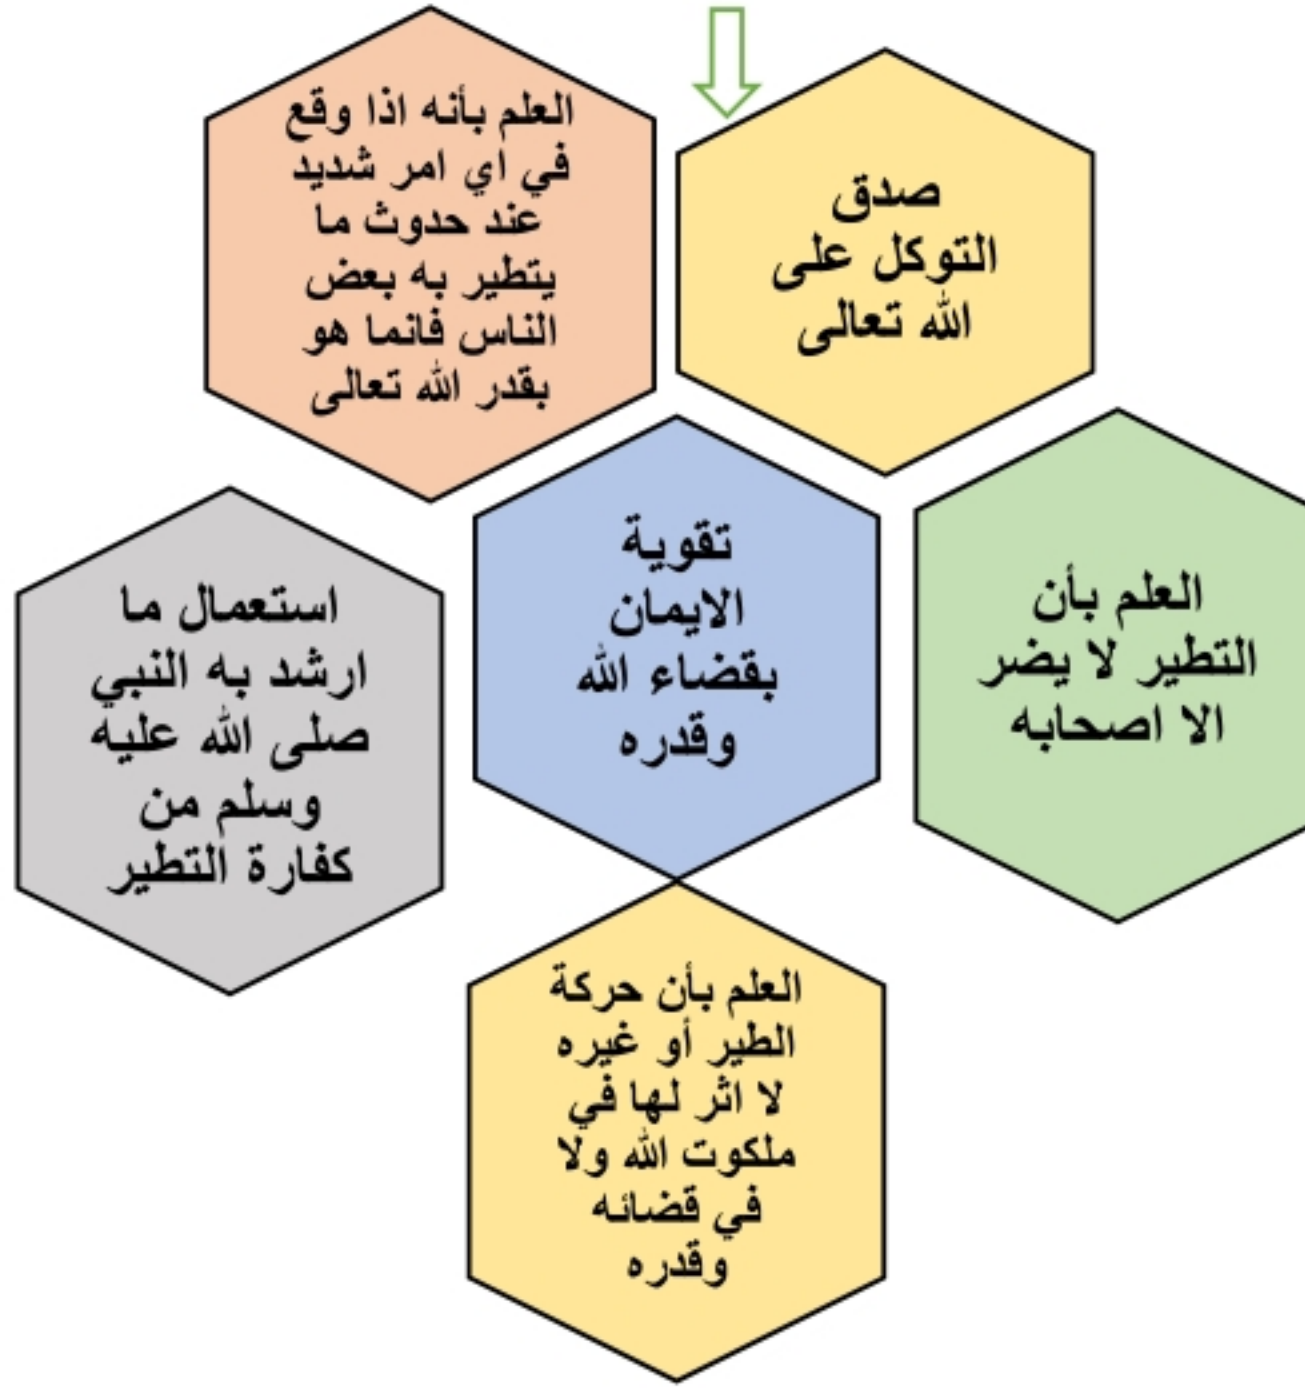 صدق
التوكل على
الله تعالى
العلم بأنه اذا وقع
في اي امر شديد
عند حدوث ما
يتطير به بعض
الناس فانما هو
بقدر الله تعالى
العلم بأن
التطير لا يضر
الا اصحابه
تقوية
الايمان
بقضاء الله
وقدره
استعمال ما
ارشد به النبي
صلى الله عليه
وسلم من
كفارة التطير
العلم بأن حركة
الطير أو غيره
لا اثر لها في
ملكوت الله ولا
في قضائه
وقدره